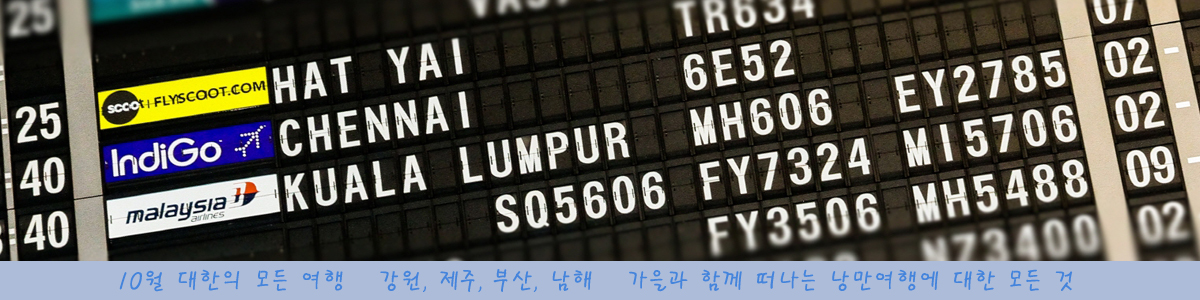 25
25 scoot FLYSCOOT.COM HAT YAI TR634
40 IndiGo CHENNAI 6E52 07
40 malaysia airlines KUALA LUMPUR MH606 EY2785 02
SQ5606 FY7324 MI5706 02
FY3506 MH5488 09
NZ3400 02
10월 대한의 모든 여행 강원, 제주, 부산, 남해 가을과 함께 떠나는 낭만여행에 대한 모든 것